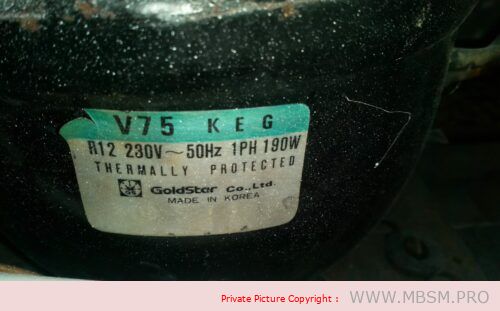 V75 KEG
R12 230V~50Hz 1PH 190W
THERMALLY PROTECTED
GoldStar Co.,Ltd.
MADE IN KOREA
Private Picture Copyright : WWW.MBSM.PRO